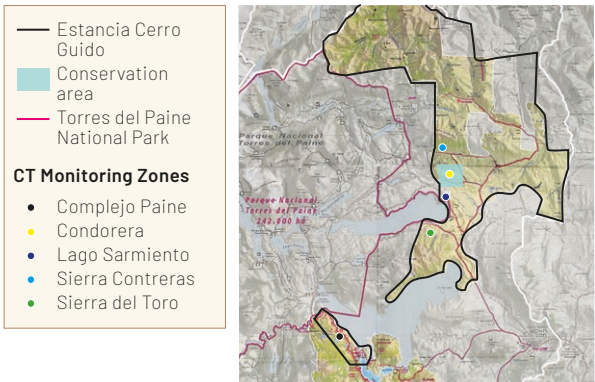 Estancia Cerro
Guido
Conservation
area
Torres del Paine
National Park
CT Monitoring Zones
Complejo Paine
Condorera
Lago Sarmiento
Sierra Contreras
Sierra del Toro
Parque Nacional
Torres del Paine
Parque Nacional
Torres del Paine
242.000 há